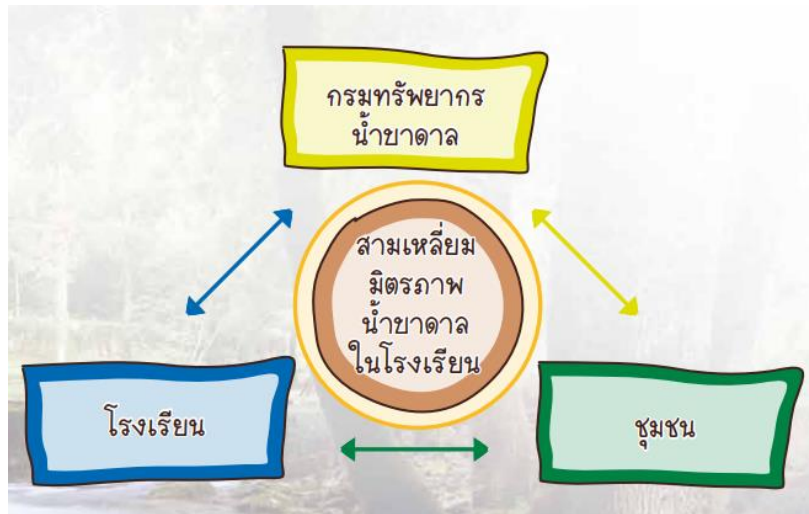 กรมทรัพยากร
น้ำบาดาล
สามเหลี่ยม
มิตรภาพ
น้ำบาดาล
ในโรงเรียน
โรงเรียน
ชุมชน